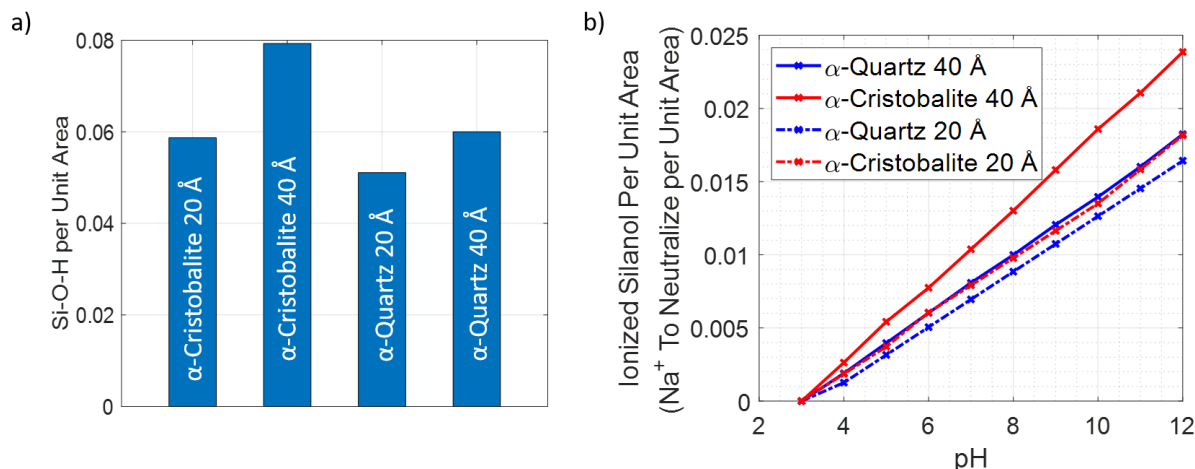 a)
Si-O-H per Unit Area
0.08
0.06
0.04
0.02
0
α-Cristobalite 20 Å
α-Cristobalite 40 Å
α-Quartz 20 Å
α-Quartz 40 Å
b)
Ionized Silanol Per Unit Area
(Na⁺ To Neutralize per Unit Area)
0.025
0.02
0.015
0.01
0.005
0
α-Quartz 40 Å
α-Cristobalite 40 Å
α-Quartz 20 Å
α-Cristobalite 20 Å
2 4 6 8 10 12
pH